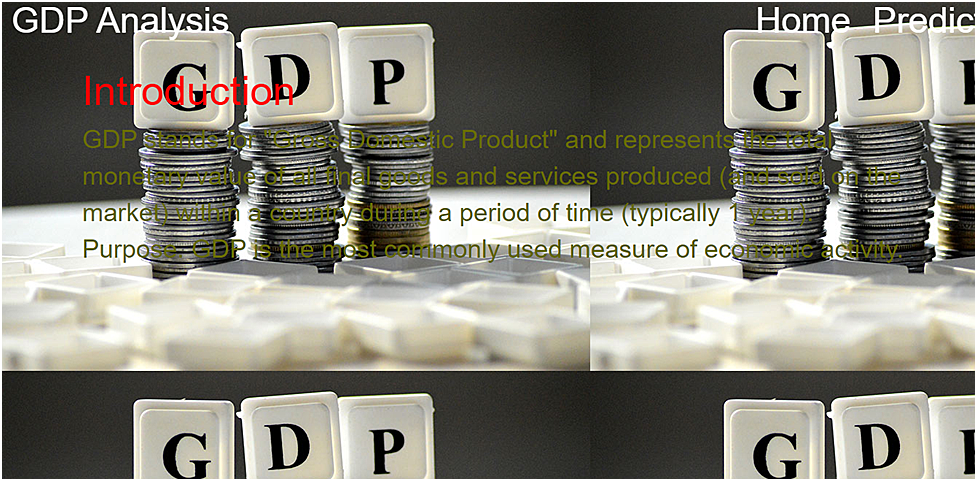 GDP Analysis
Home Predic
G D P
G D
Introduction
GDP stands for "Gross Domestic Product" and represents the total
monetary value of all final goods and services produced (and sold on the
market) within a country during a period of time (typically 1 year).
Purpose: GDP is the most commonly used measure of economic activity.
G D P
G D